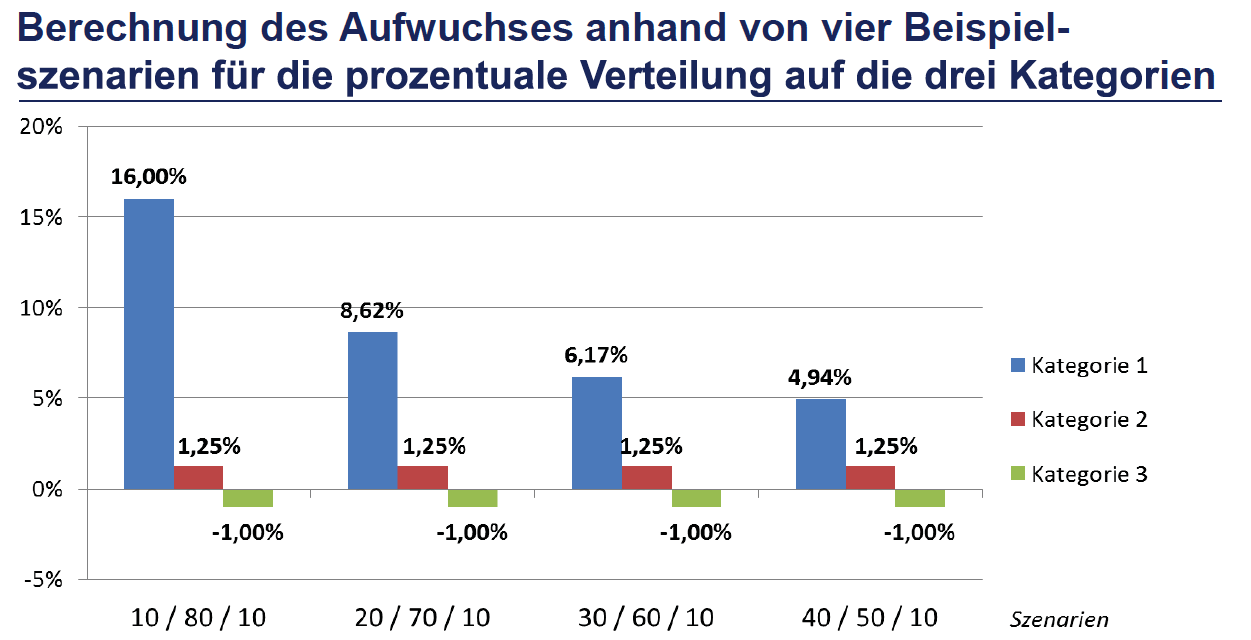 Berechnung des Aufwuchses anhand von vier Beispiel-
szenarien für die prozentuale Verteilung auf die drei Kategorien
20%
15%
10%
5%
0%
-5%
16,00%
1,25%
-1,00%
8,62%
1,25%
-1,00%
6,17%
1,25%
-1,00%
4,94%
1,25%
-1,00%
10 / 80 / 10
20 / 70 / 10
30 / 60 / 10
40 / 50 / 10
Szenarien
Kategorie 1
Kategorie 2
Kategorie 3